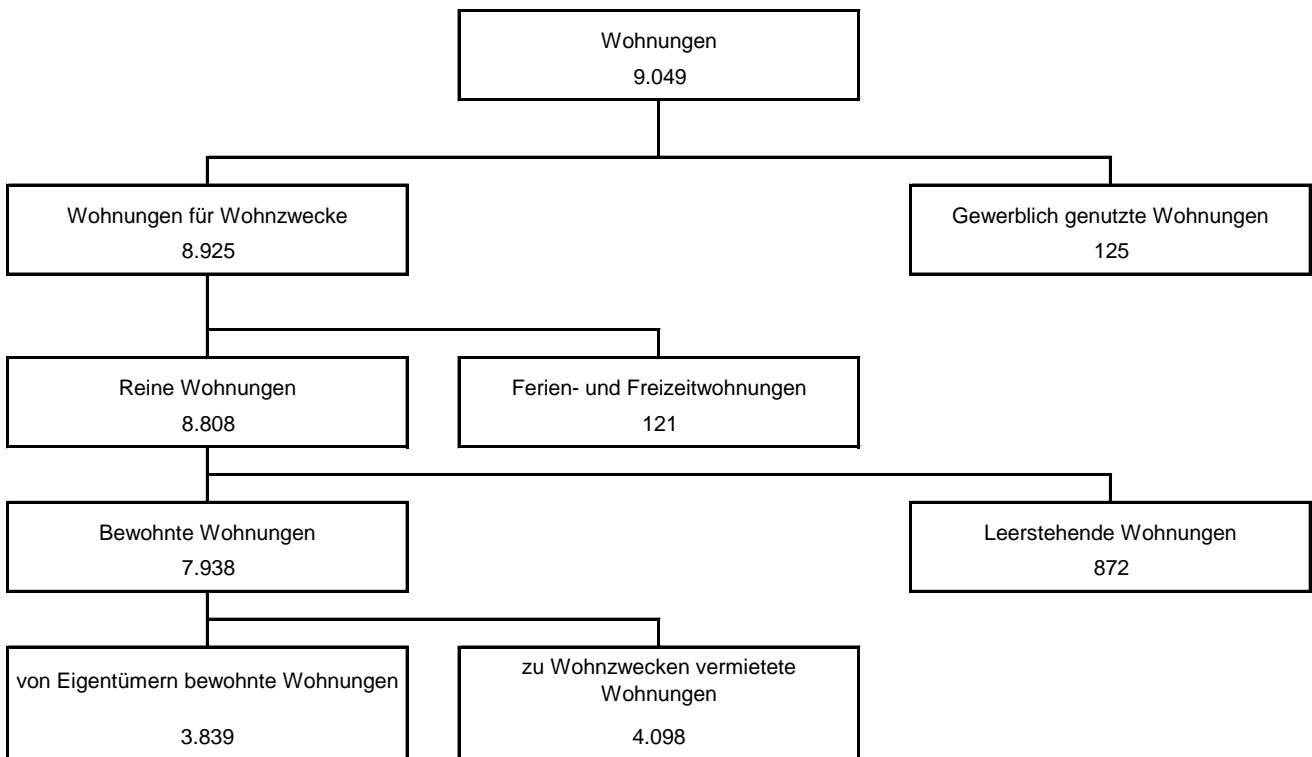 Wohnungen
9.049
Wohnungen für Wohnzwecke
8.925
Gewerblich genutzte Wohnungen
125
Reine Wohnungen
8.808
Ferien- und Freizeitwohnungen
121
Bewohnte Wohnungen
7.938
Leerstehende Wohnungen
872
von Eigentümern bewohnte Wohnungen
3.839
zu Wohnzwecken vermietete
Wohnungen
4.098